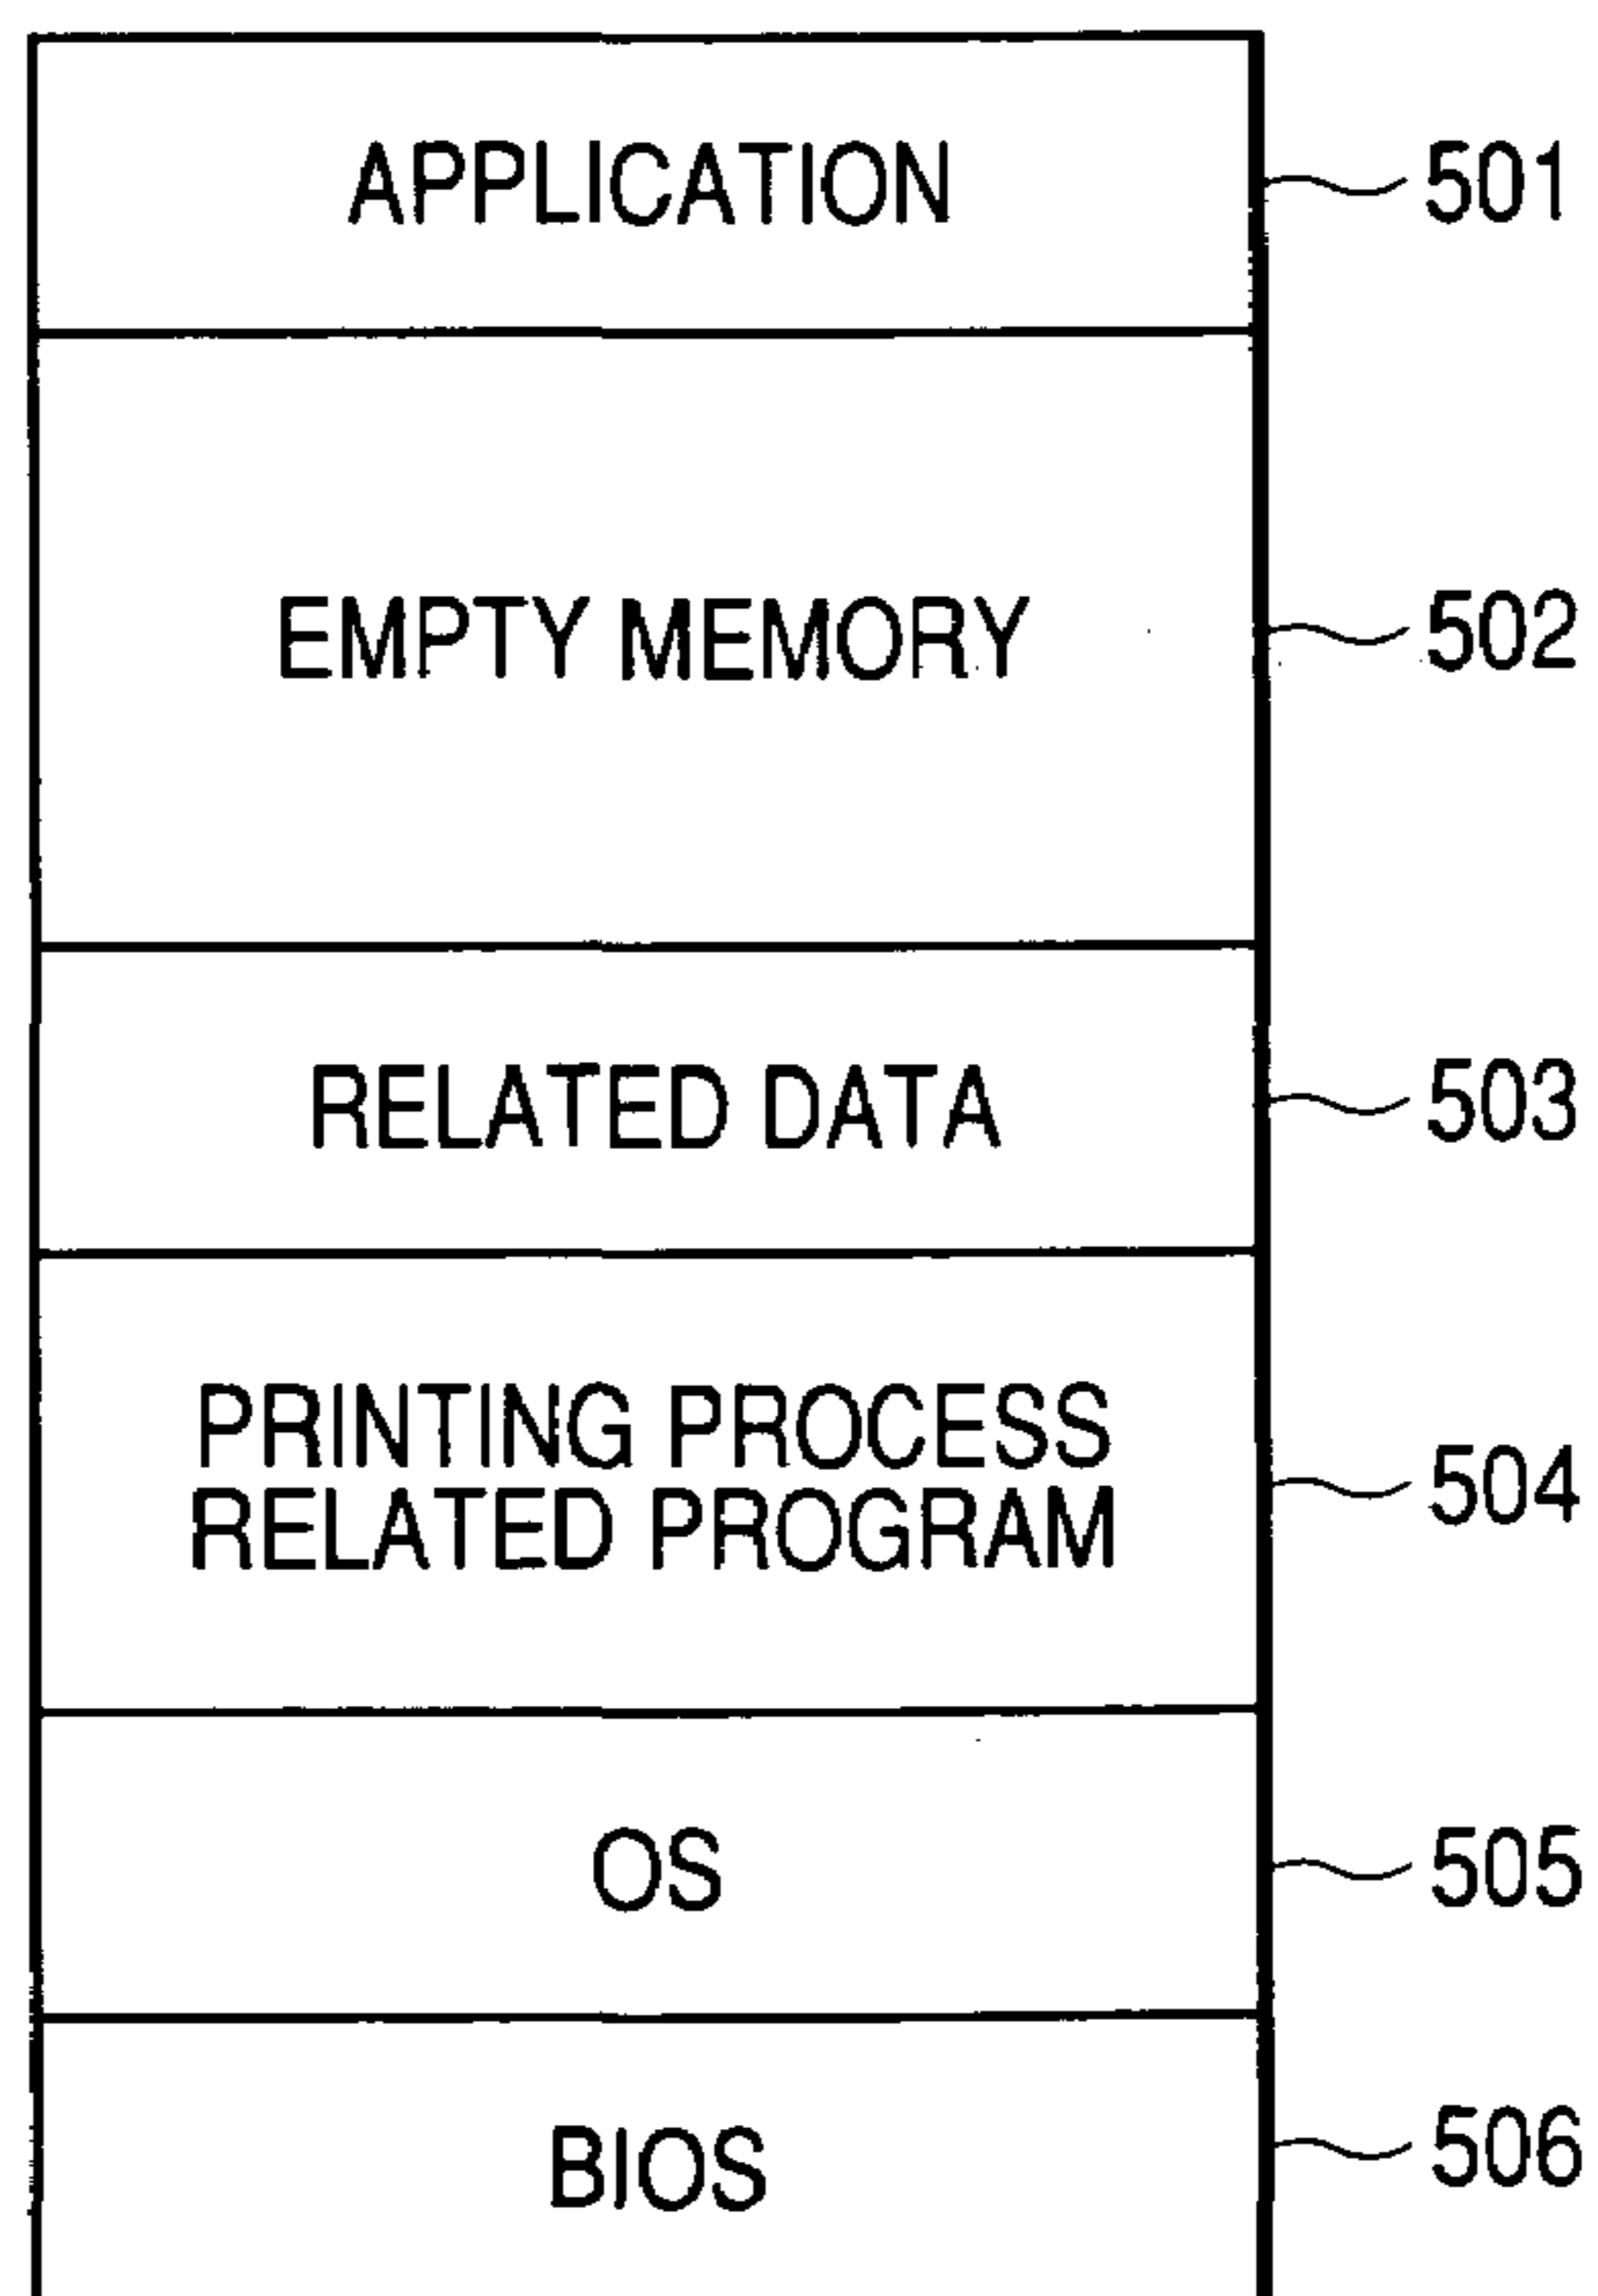 APPLICATION
501
EMPTY MEMORY
502
RELATED DATA
503
PRINTING PROCESS
RELATED PROGRAM
504
OS
505
BIOS
506